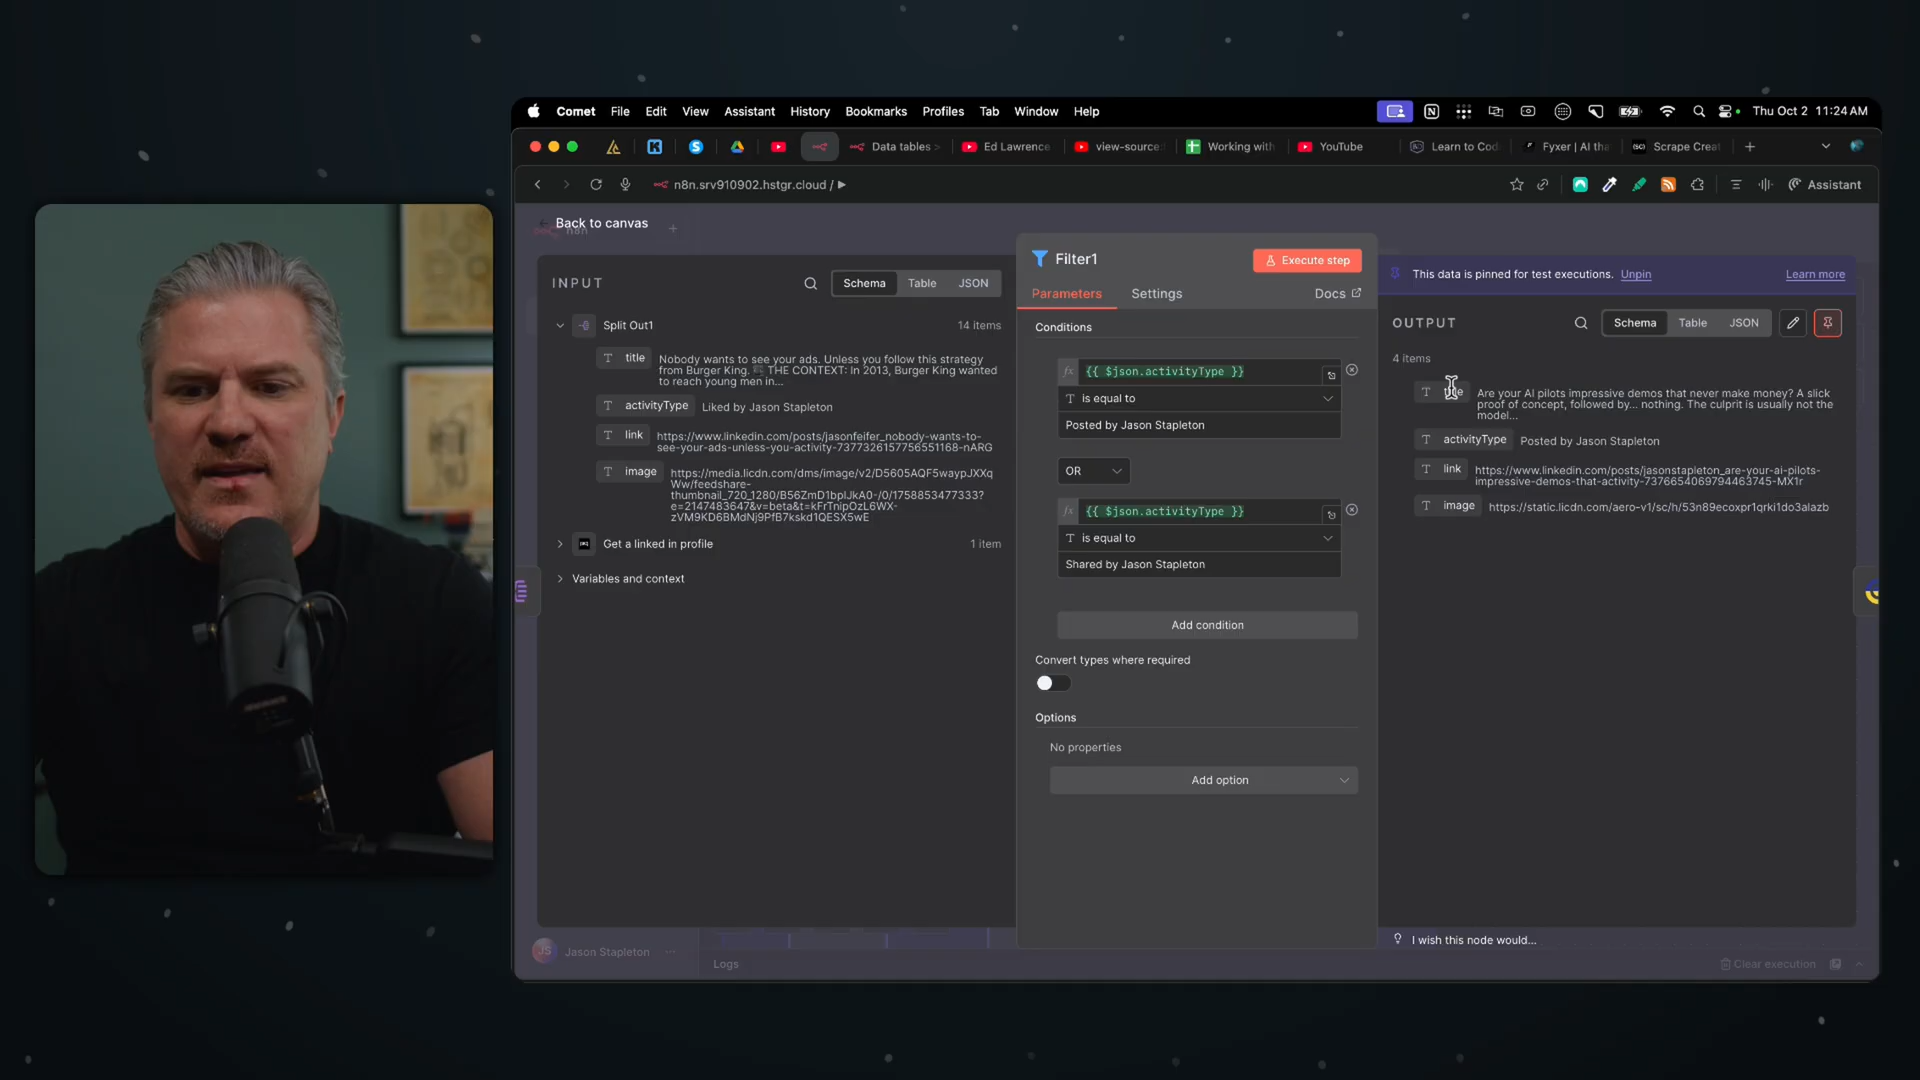 Comet File Edit View Assistant History Bookmarks Profiles Tab Window Help
Thu Oct 2 11:24 AM
Data tables >
Ed Lawrence
view-source:
Working with
YouTube
Learn to Cod
Fyxer | AI tha
Scrape Creat
n8n.srv910902.hstgr.cloud / ▶
Assistant
Back to canvas
n8n
INPUT
Schema Table JSON
Split Out1
14 items
title
Nobody wants to see your ads. Unless you follow this strategy
from Burger King. THE CONTEXT: In 2013, Burger King wanted
to reach young men in...
activityType Liked by Jason Stapleton
link
https://www.linkedin.com/posts/jasonfeifer_nobody-wants-to-
see-your-ads-unless-you-activity-7377326157756551168-nARG
image
https://media.licdn.com/dms/image/v2/D5605AQF5waypJXXq
Ww/feedshare-
thumbnail_720_1280/B56ZmD1bplJkA0-/0/1758853477333?
e=2147483647&v=beta&t=kFrTnipOzL6WX-
zVM9KD6BMdNj9PfB7kskd1QESX5wE
Get a linked in profile
1 item
Variables and context
Filter1
Execute step
Parameters Settings Docs
Conditions
fx {{ $json.activityType }}
T is equal to
Posted by Jason Stapleton
OR
fx {{ $json.activityType }}
T is equal to
Shared by Jason Stapleton
Add condition
Convert types where required
Options
No properties
Add option
This data is pinned for test executions. Unpin
Learn more
OUTPUT
Schema Table JSON
4 items
Are your AI pilots impressive demos that never make money? A slick
proof of concept, followed by... nothing. The culprit is usually not the
model...
activityType Posted by Jason Stapleton
link
https://www.linkedin.com/posts/jasonstapleton_are-your-ai-pilots-
impressive-demos-that-activity-7376654069794463745-MX1r
image https://static.licdn.com/aero-v1/sc/h/53n89ecoxpr1qrki1do3alazb
I wish this node would...
JS Jason Stapleton
Logs
Clear execution